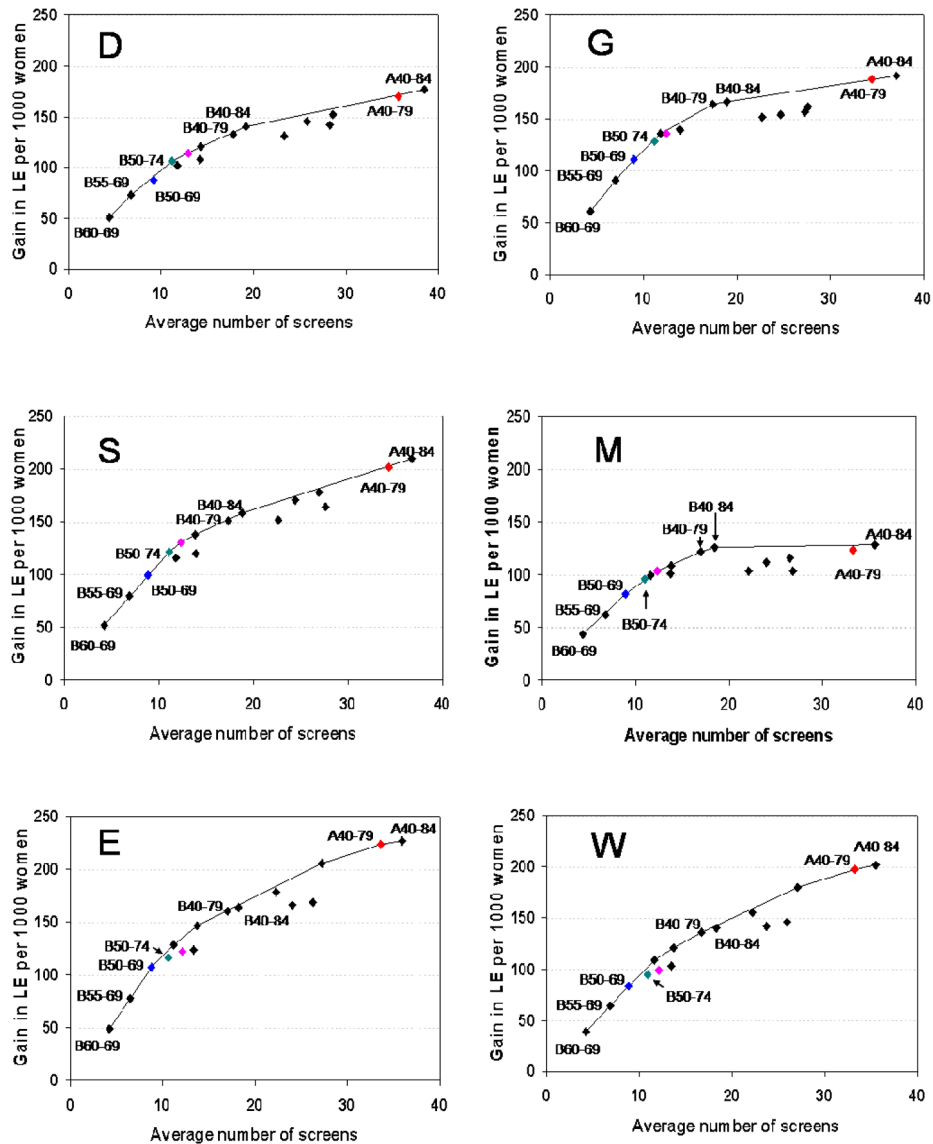 Gain in LE per 1000 women
250
200
150
100
50
0
D
A40-84
A40-79
B40-84
B40-79
B50-74
B55-69
B50-69
B60-69
0 10 20 30 40
Average number of screens
Gain in LE per 1000 women
250
200
150
100
50
0
G
A40-84
A40-79
B40-79 B40-84
B50 74
B50-69
B55-69
B60-69
0 10 20 30 40
Average number of screens
Gain in LE per 1000 women
250
200
150
100
50
0
S
A40-84
A40-79
B40-84
B40-79
B50 74
B55-69
B50-69
B60-69
0 10 20 30 40
Average number of screens
Gain in LE per 1000 women
250
200
150
100
50
0
M
B40 84
B40-79
A40-84
A40-79
B50-69
B55-69
B50-74
B60-69
0 10 20 30 40
Average number of screens
Gain in LE per 1000 women
250
200
150
100
50
0
E
A40-79 A40-84
B40-79
B40-84
B50-74
B50-69
B55-69
B60-69
0 10 20 30 40
Average number of screens
Gain in LE per 1000 women
250
200
150
100
50
0
W
A40 84
A40-79
B40 79
B40-84
B50-69
B50-74
B55-69
B60-69
0 10 20 30 40
Average number of screens